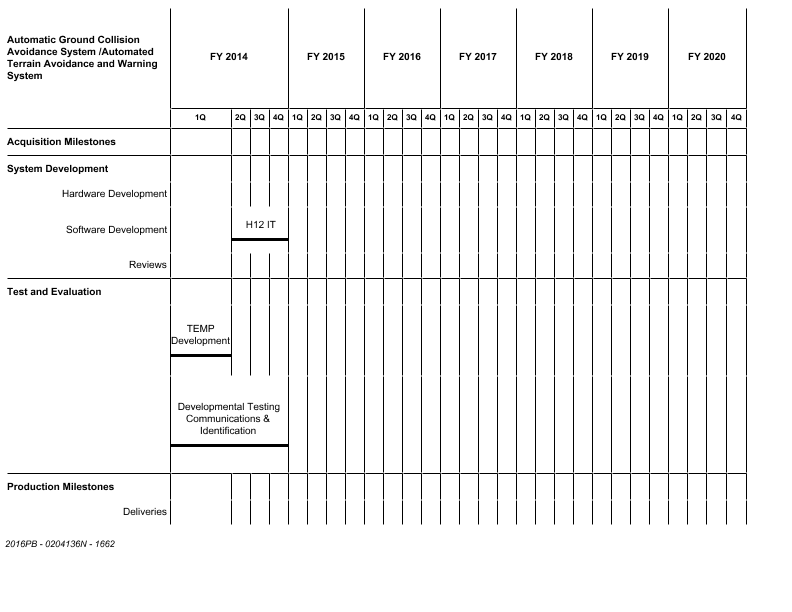 Automatic Ground Collision
Avoidance System /Automated
Terrain Avoidance and Warning
System
FY 2014 FY 2015 FY 2016 FY 2017 FY 2018 FY 2019 FY 2020
1Q 2Q 3Q 4Q 1Q 2Q 3Q 4Q 1Q 2Q 3Q 4Q 1Q 2Q 3Q 4Q 1Q 2Q 3Q 4Q 1Q 2Q 3Q 4Q 1Q 2Q 3Q 4Q
Acquisition Milestones
System Development
Hardware Development
Software Development H12 IT
Reviews
Test and Evaluation
TEMP
Development
Developmental Testing
Communications &
Identification
Production Milestones
Deliveries
2016PB - 0204136N - 1662